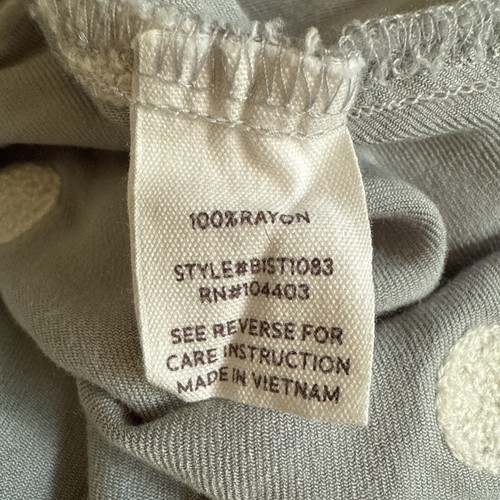 100%RAYON
STYLE#BIST1083
RN#104403
SEE REVERSE FOR
CARE INSTRUCTION
MADE IN VIETNAM